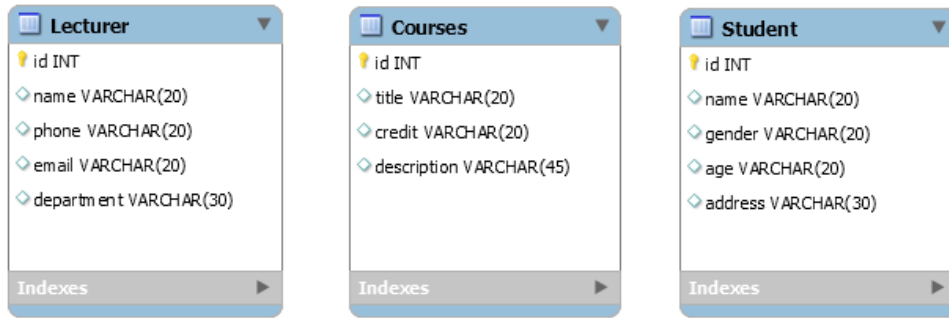 Lecturer
id INT
name VARCHAR(20)
phone VARCHAR(20)
email VARCHAR(20)
department VARCHAR(30)
Indexes
Courses
id INT
title VARCHAR(20)
credit VARCHAR(20)
description VARCHAR(45)
Indexes
Student
id INT
name VARCHAR(20)
gender VARCHAR(20)
age VARCHAR(20)
address VARCHAR(30)
Indexes